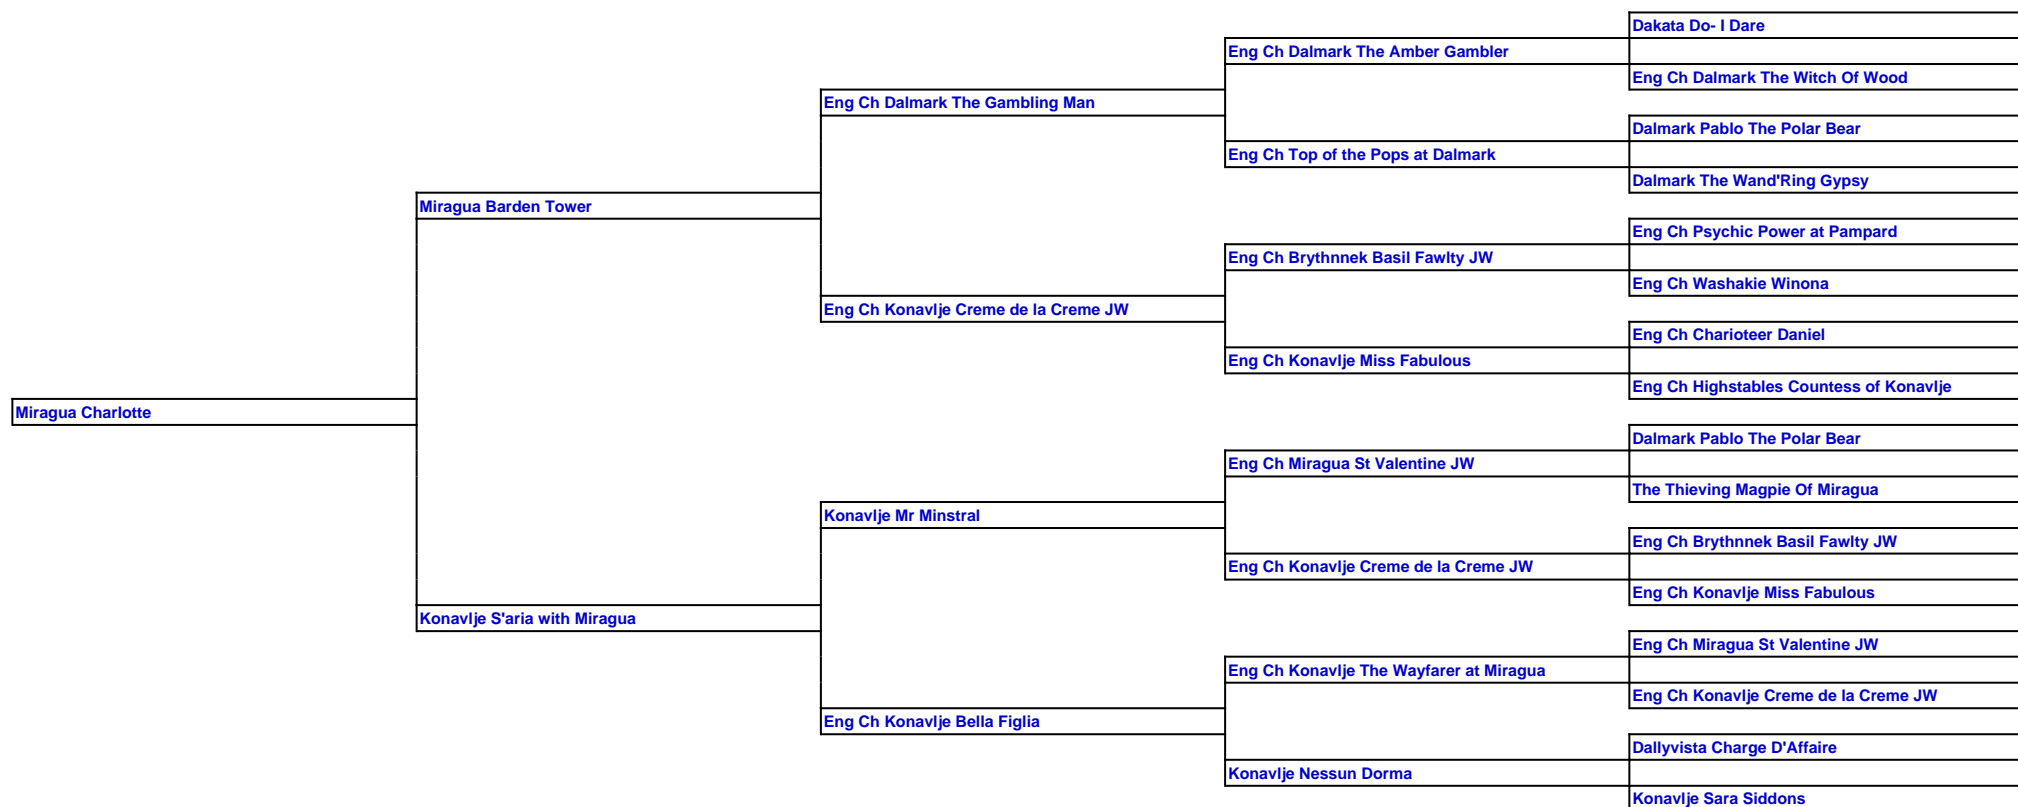 Dakata Do- I Dare
Eng Ch Dalmark The Amber Gambler
Eng Ch Dalmark The Witch Of Wood
Eng Ch Dalmark The Gambling Man
Dalmark Pablo The Polar Bear
Eng Ch Top of the Pops at Dalmark
Dalmark The Wand'Ring Gypsy
Miragua Barden Tower
Eng Ch Psychic Power at Pampard
Eng Ch Brythnnek Basil Fawlty JW
Eng Ch Washakie Winona
Eng Ch Konavlje Creme de la Creme JW
Eng Ch Charioteer Daniel
Eng Ch Konavlje Miss Fabulous
Eng Ch Highstables Countess of Konavlje
Miragua Charlotte
Dalmark Pablo The Polar Bear
Eng Ch Miragua St Valentine JW
The Thieving Magpie Of Miragua
Konavlje Mr Minstral
Eng Ch Brythnnek Basil Fawlty JW
Eng Ch Konavlje Creme de la Creme JW
Eng Ch Konavlje Miss Fabulous
Konavlje S'aria with Miragua
Eng Ch Miragua St Valentine JW
Eng Ch Konavlje The Wayfarer at Miragua
Eng Ch Konavlje Creme de la Creme JW
Eng Ch Konavlje Bella Figlia
Dallyvista Charge D'Affaire
Konavlje Nessun Dorma
Konavlje Sara Siddons